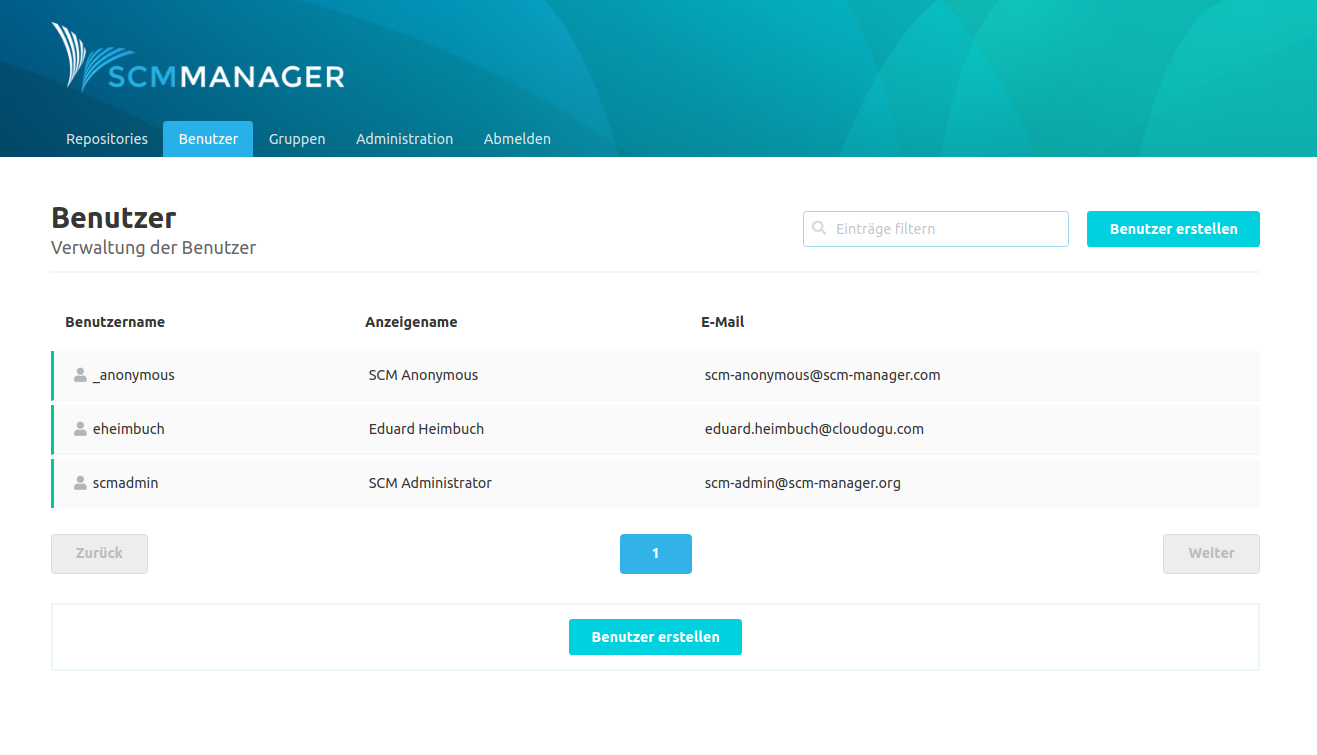 SCMMANAGER
Repositories Benutzer Gruppen Administration Abmelden
Benutzer
Verwaltung der Benutzer
Einträge filtern
Benutzer erstellen
Benutzername Anzeigename E-Mail
_anonymous SCM Anonymous scm-anonymous@scm-manager.com
eheimbuch Eduard Heimbuch eduard.heimbuch@cloudogu.com
scmadmin SCM Administrator scm-admin@scm-manager.org
Zurück 1 Weiter
Benutzer erstellen